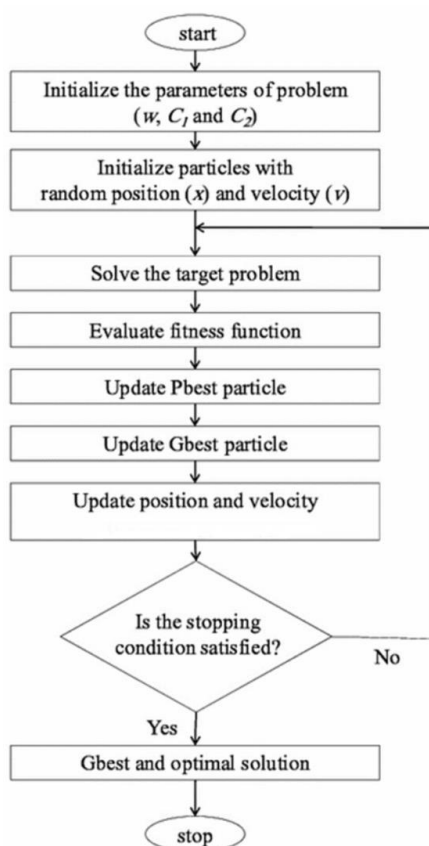 start
Initialize the parameters of problem
(w, C1 and C2)
Initialize particles with
random position (x) and velocity (v)
Solve the target problem
Evaluate fitness function
Update Pbest particle
Update Gbest particle
Update position and velocity
Is the stopping
condition satisfied?
No
Yes
Gbest and optimal solution
stop